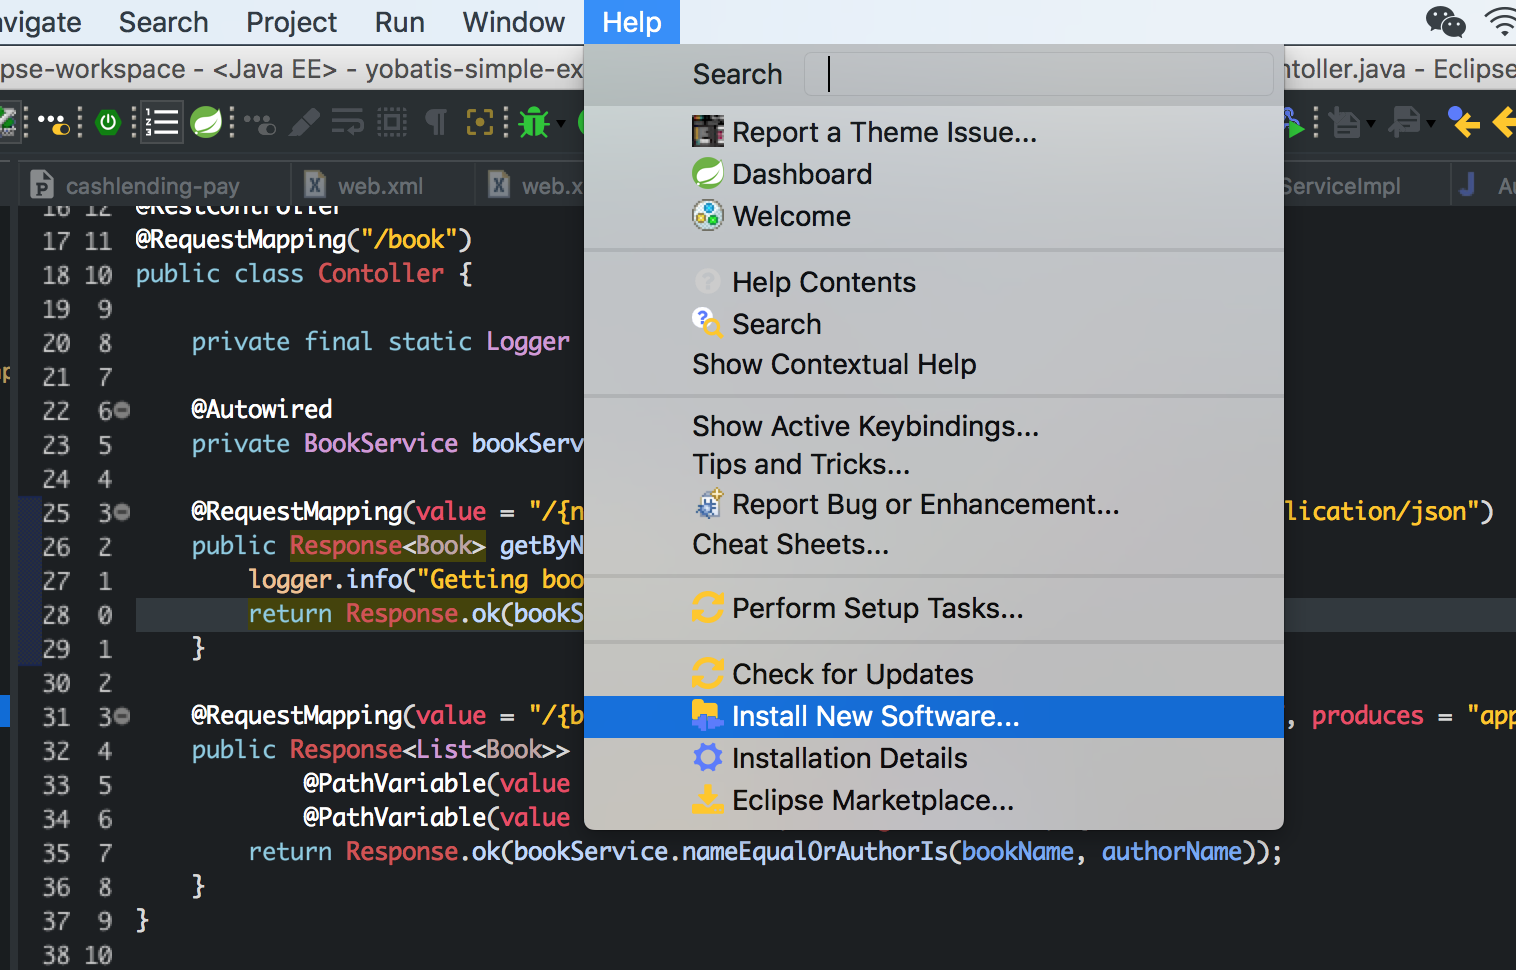 avigate Search Project Run Window Help
pse-workspace - <Java EE> - yobatis-simple-ex
ntoller.java - Eclipse
Search
Report a Theme Issue...
Dashboard
Welcome
Help Contents
Search
Show Contextual Help
Show Active Keybindings...
Tips and Tricks...
Report Bug or Enhancement...
Cheat Sheets...
Perform Setup Tasks...
Check for Updates
Install New Software...
Installation Details
Eclipse Marketplace...
cashlending-pay web.xml web.x ServiceImpl
16 12 @RestController
17 11 @RequestMapping("/book")
18 10 public class Contoller {
19 9
20 8 private final static Logger
21 7
22 6 @Autowired
23 5 private BookService bookServ
24 4
25 3 @RequestMapping(value = "/{n lication/json")
26 2 public Response<Book> getByN
27 1 logger.info("Getting boo
28 0 return Response.ok(bookS
29 1 }
30 2
31 3 @RequestMapping(value = "/{b , produces = "app
32 4 public Response<List<Book>>
33 5 @PathVariable(value
34 6 @PathVariable(value
35 7 return Response.ok(bookService.nameEqualOrAuthorIs(bookName, authorName));
36 8 }
37 9 }
38 10